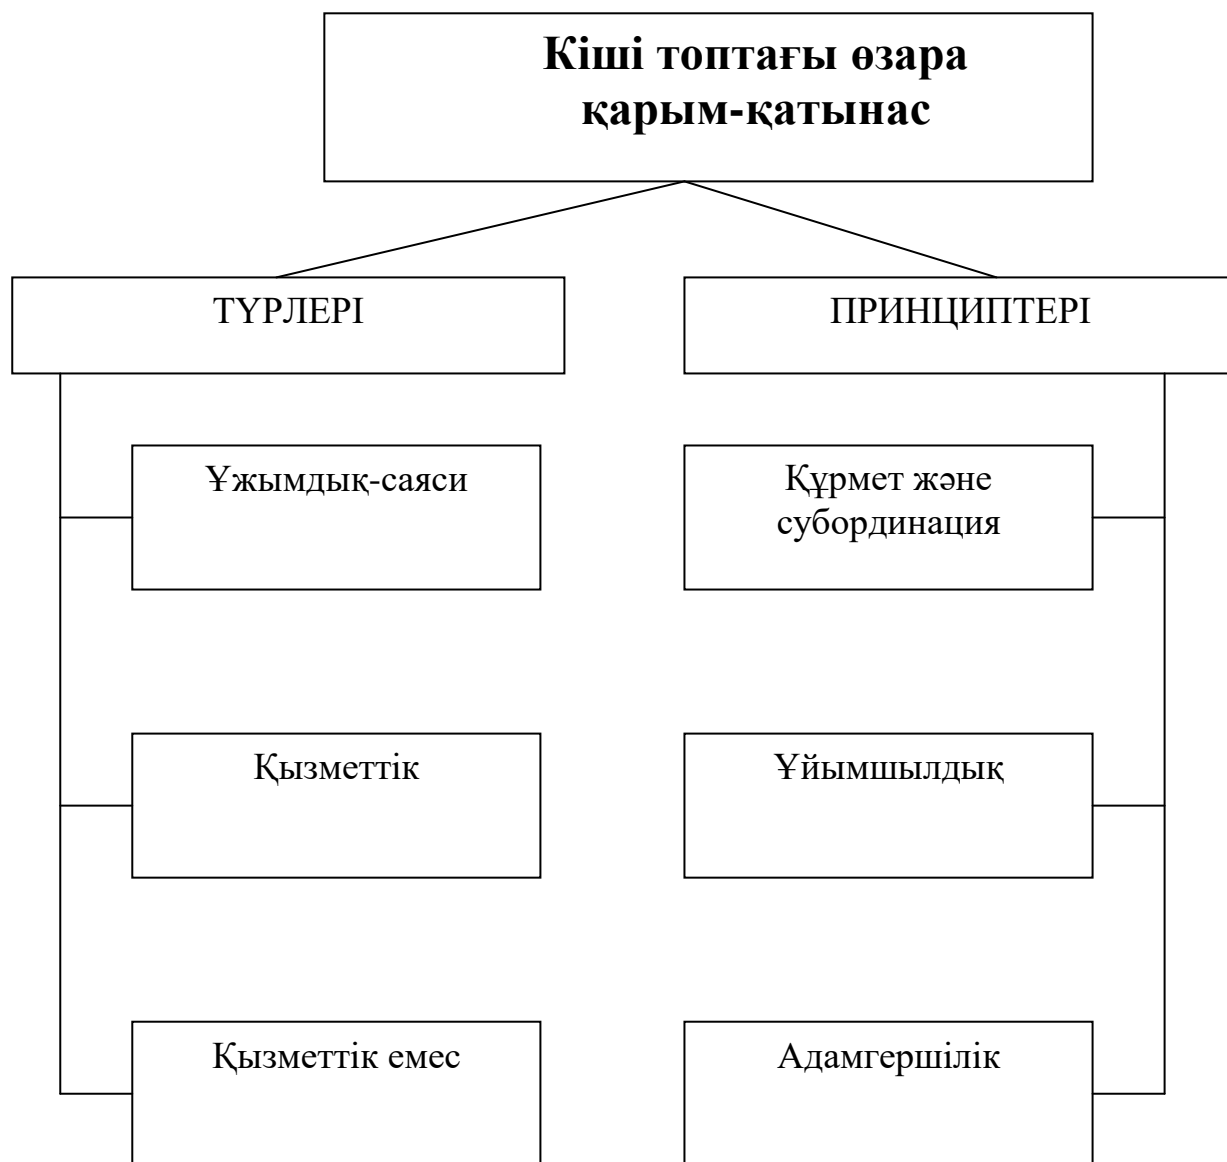 Кіші топтағы өзара
қарым-қатынас
ТҮРЛЕРІ
ПРИНЦИПТЕРІ
Ұжымдық-саяси
Құрмет және
субординация
Қызметтік
Ұйымшылдық
Қызметтік емес
Адамгершілік